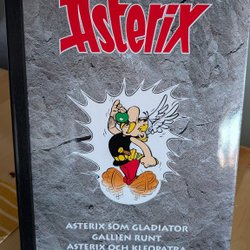 Asterix
ASTERIX SOM GLADIATOR
GALLIEN RUNT
ASTERIX OCH KLEOPATRA